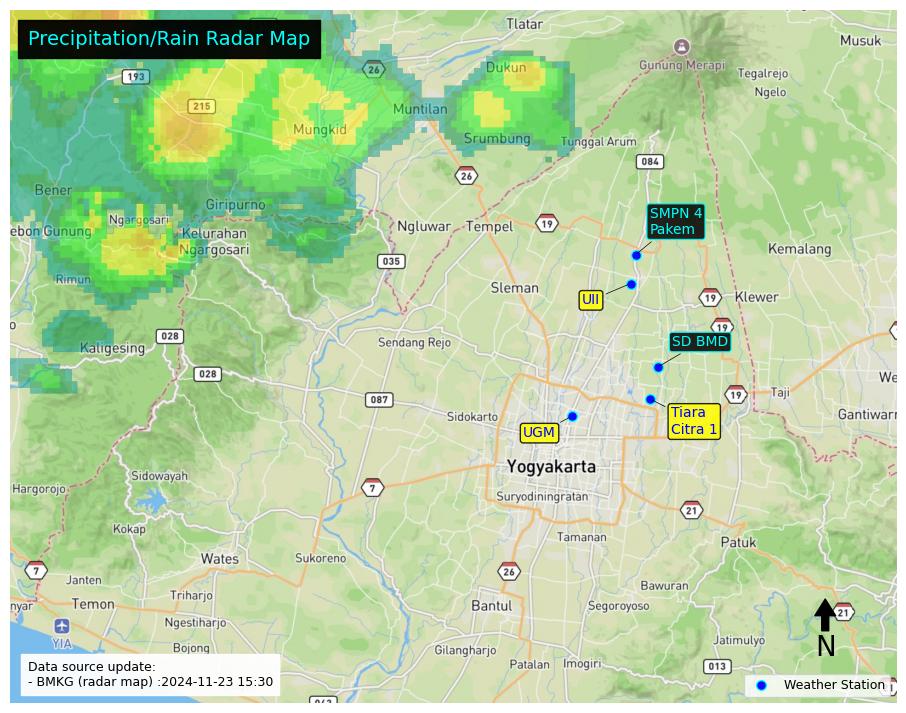 Precipitation/Rain Radar Map
Tlatar
Musuk
Gunung Merapi
Tegalrejo
Ngelo
193
26
Dukun
215
Muntilan
Mungkid
Srumbung
Tunggal Arum
084
26
Bener
Giripurno
Ngargosari
Kelurahan
Ngargosari
ebon Gunung
Rimun
Ngluwar
Tempel
19
SMPN 4
Pakem
Kemalang
035
Sleman
UII
19
Klewer
19
028
Kaligesing
Sendang Rejo
SD BMD
028
087
Sidokarto
UGM
Tiara
Citra 1
19
Taji
We
Gantiwarn
Yogyakarta
Hargorojo
Sidowayah
7
Suryodiningratan
21
Kokap
Tamanan
Patuk
7
Wates
Sukoreno
26
Janten
Triharjo
Bawuran
nyar
Temon
Bantul
Segoroyoso
21
Ngestiharjo
YIA
Bojong
Gilangharjo
Jatimulyo
N
Patalan
Imogiri
013
Data source update:
- BMKG (radar map) :2024-11-23 15:30
Weather Station